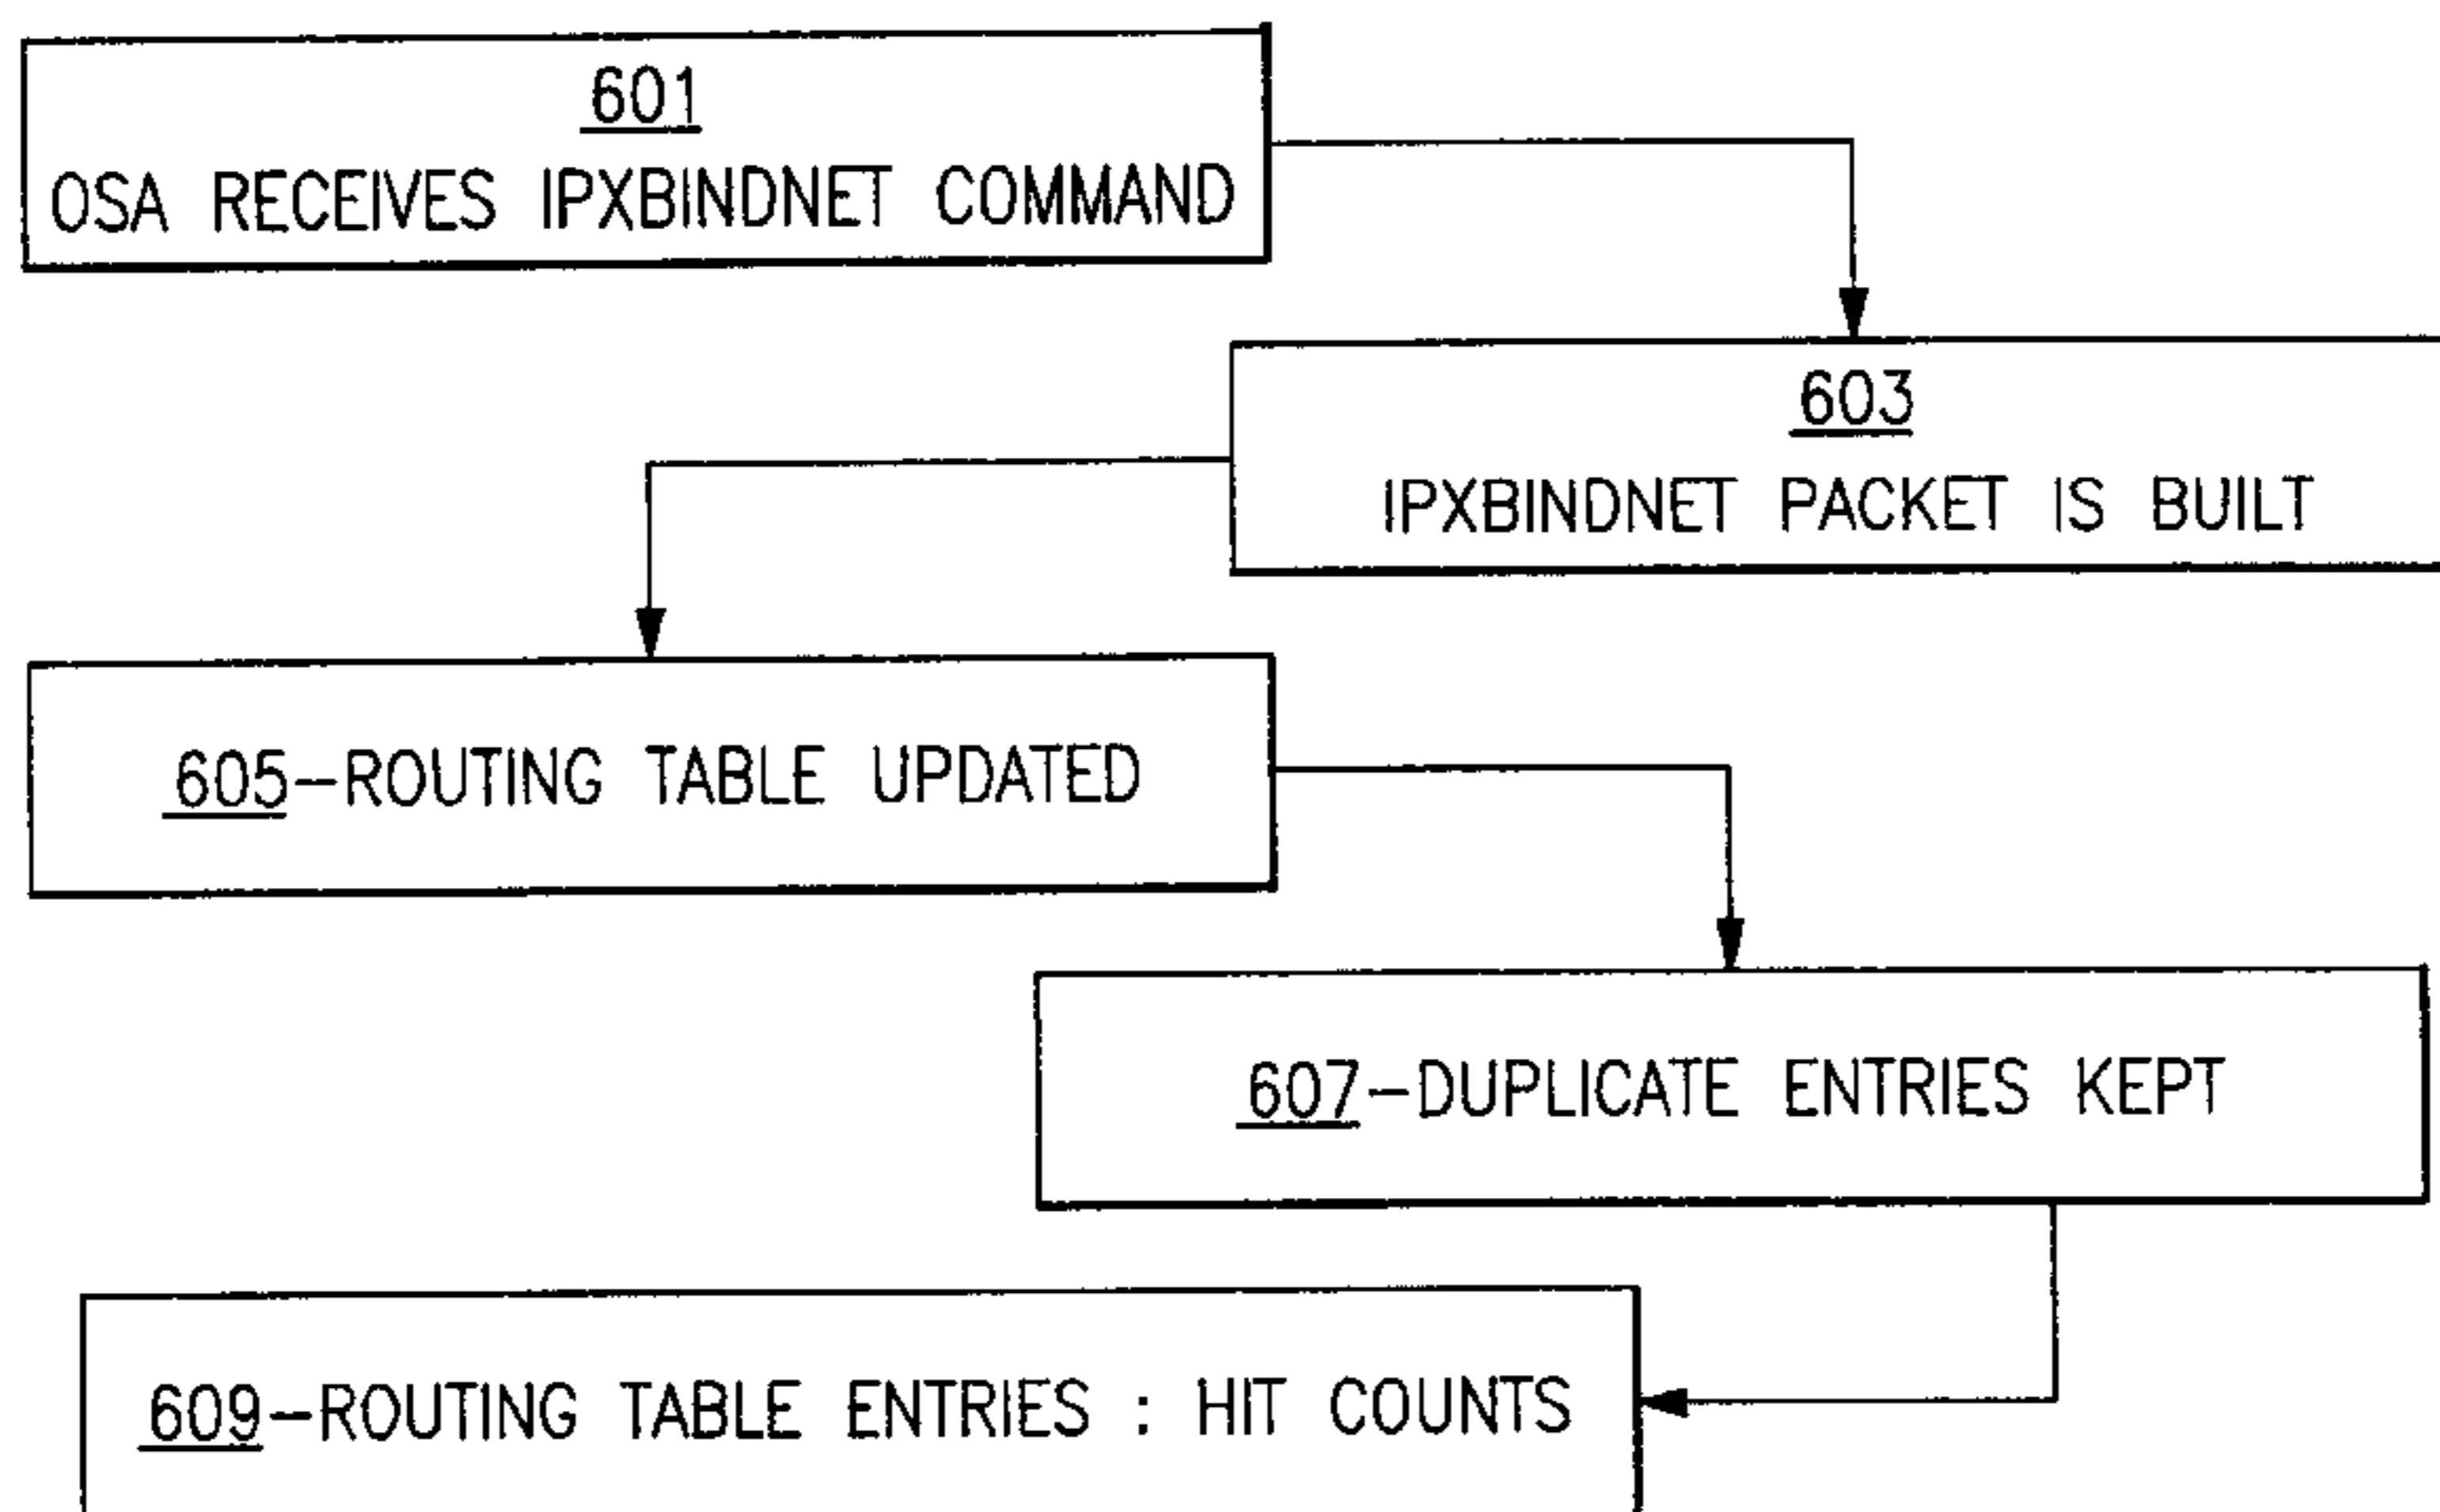 601
OSA RECEIVES IPXBINDNET COMMAND
603
IPXBINDNET PACKET IS BUILT
605-ROUTING TABLE UPDATED
607-DUPLICATE ENTRIES KEPT
609-ROUTING TABLE ENTRIES : HIT COUNTS